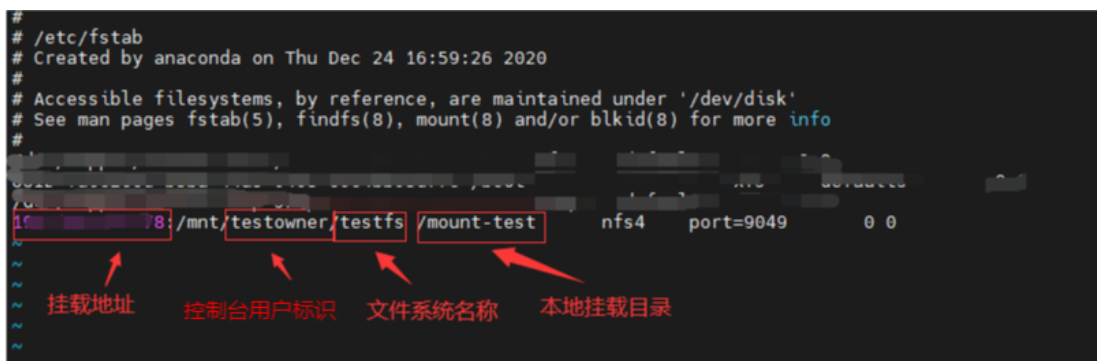 #
# /etc/fstab
# Created by anaconda on Thu Dec 24 16:59:26 2020
#
# Accessible filesystems, by reference, are maintained under '/dev/disk'
# See man pages fstab(5), findfs(8), mount(8) and/or blkid(8) for more info
#
:/mnt/testowner/testfs /mount-test nfs4 port=9049 0 0
~
~
~
~
~
~
挂载地址 控制台用户标识 文件系统名称 本地挂载目录